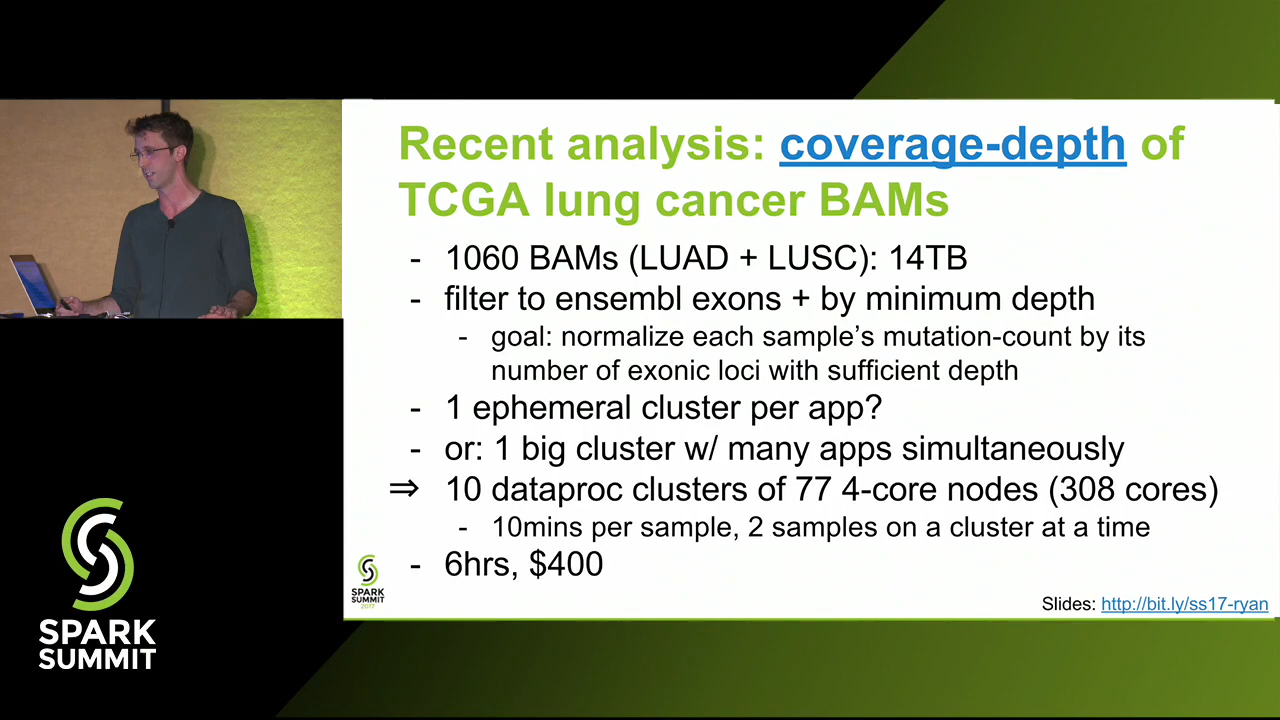 Recent analysis: coverage-depth of
TCGA lung cancer BAMs
- 1060 BAMs (LUAD + LUSC): 14TB
- filter to ensembl exons + by minimum depth
- goal: normalize each sample's mutation-count by its
number of exonic loci with sufficient depth
- 1 ephemeral cluster per app?
- or: 1 big cluster w/ many apps simultaneously
⇒ 10 dataproc clusters of 77 4-core nodes (308 cores)
- 10mins per sample, 2 samples on a cluster at a time
- 6hrs, $400
SPARK
SUMMIT
2017
Slides: http://bit.ly/ss17-ryan
SPARK
SUMMIT